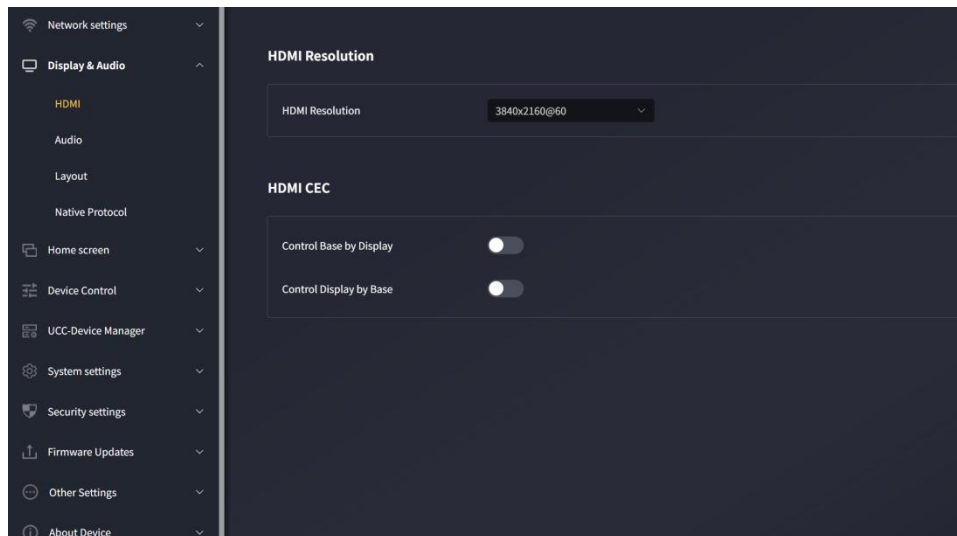 Network settings
Display & Audio
HDMI
Audio
Layout
Native Protocol
Home screen
Device Control
UCC-Device Manager
System settings
Security settings
Firmware Updates
Other Settings
About Device
HDMI Resolution
HDMI Resolution 3840x2160@60
HDMI CEC
Control Base by Display
Control Display by Base